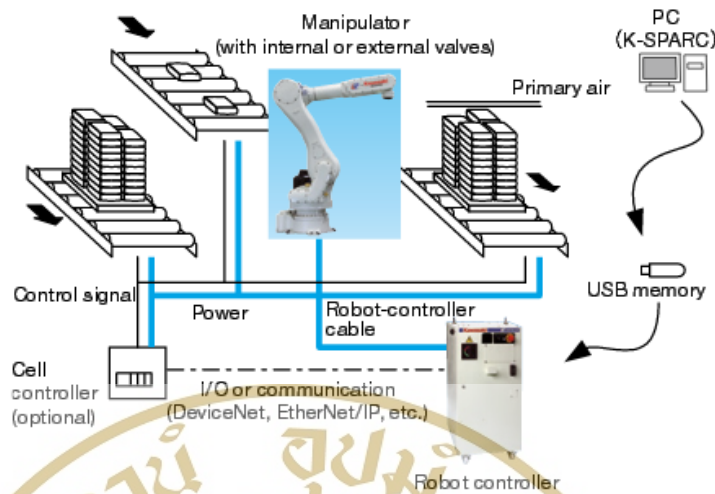 Manipulator
(with internal or external valves)
PC
(K-SPARC)
Primary air
Control signal
Power
Robot-controller
cable
USB memory
Cell
controller
(optional)
I/O or communication
(DeviceNet, EtherNet/IP, etc.)
Robot controller